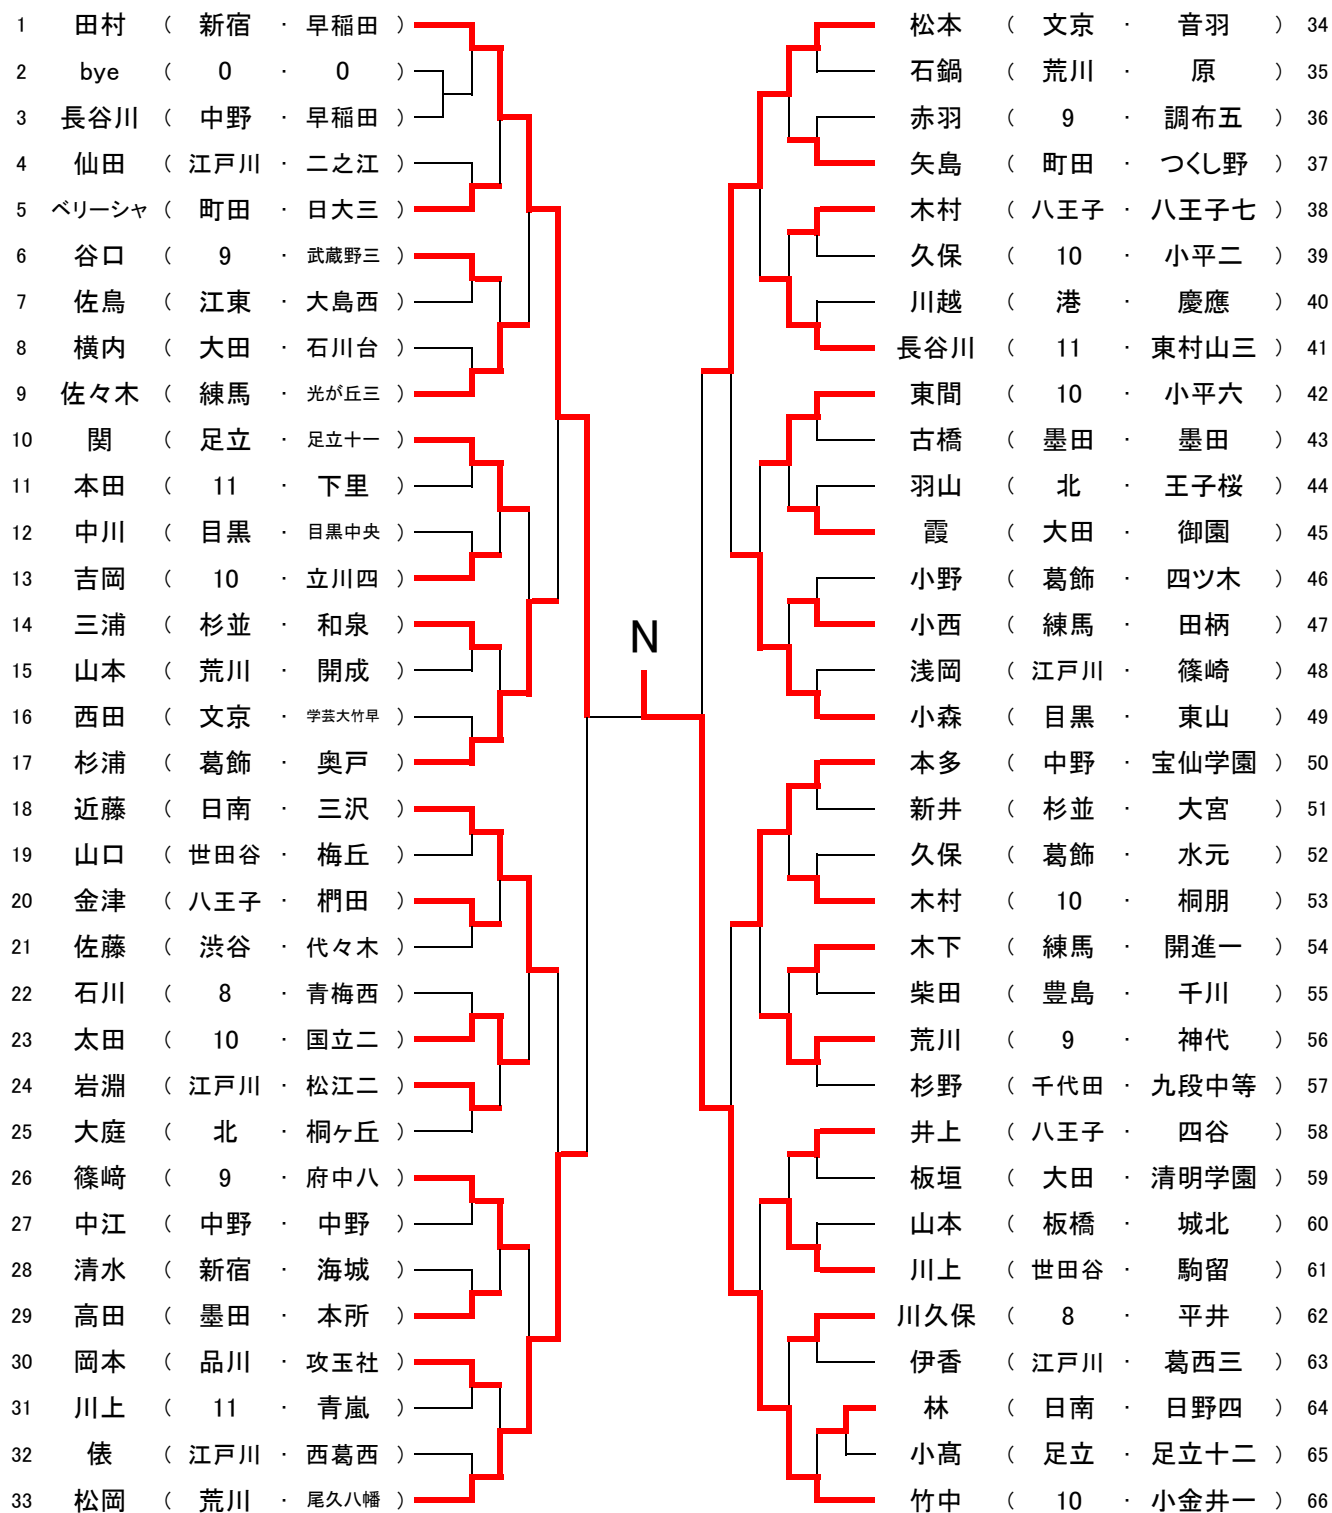 1 田村 ( 新宿 ・ 早稲田 )
2 bye ( 0 ・ 0 )
3 長谷川 ( 中野 ・ 早稲田 )
4 仙田 ( 江戸川 ・ 二之江 )
5 ベリーシャ ( 町田 ・ 日大三 )
6 谷口 ( 9 ・ 武蔵野三 )
7 佐鳥 ( 江東 ・ 大島西 )
8 横内 ( 大田 ・ 石川台 )
9 佐々木 ( 練馬 ・ 光が丘三 )
10 関 ( 足立 ・ 足立十一 )
11 本田 ( 11 ・ 下里 )
12 中川 ( 目黒 ・ 目黒中央 )
13 吉岡 ( 10 ・ 立川四 )
14 三浦 ( 杉並 ・ 和泉 )
15 山本 ( 荒川 ・ 開成 )
16 西田 ( 文京 ・ 学芸大竹早 )
17 杉浦 ( 葛飾 ・ 奥戸 )
18 近藤 ( 日南 ・ 三沢 )
19 山口 ( 世田谷 ・ 梅丘 )
20 金津 ( 八王子 ・ 椚田 )
21 佐藤 ( 渋谷 ・ 代々木 )
22 石川 ( 8 ・ 青梅西 )
23 太田 ( 10 ・ 国立二 )
24 岩淵 ( 江戸川 ・ 松江二 )
25 大庭 ( 北 ・ 桐ヶ丘 )
26 篠﨑 ( 9 ・ 府中八 )
27 中江 ( 中野 ・ 中野 )
28 清水 ( 新宿 ・ 海城 )
29 高田 ( 墨田 ・ 本所 )
30 岡本 ( 品川 ・ 攻玉社 )
31 川上 ( 11 ・ 青嵐 )
32 俵 ( 江戸川 ・ 西葛西 )
33 松岡 ( 荒川 ・ 尾久八幡 )
N
松本 ( 文京 ・ 音羽 ) 34
石鍋 ( 荒川 ・ 原 ) 35
赤羽 ( 9 ・ 調布五 ) 36
矢島 ( 町田 ・ つくし野 ) 37
木村 ( 八王子 ・ 八王子七 ) 38
久保 ( 10 ・ 小平二 ) 39
川越 ( 港 ・ 慶應 ) 40
長谷川 ( 11 ・ 東村山三 ) 41
東間 ( 10 ・ 小平六 ) 42
古橋 ( 墨田 ・ 墨田 ) 43
羽山 ( 北 ・ 王子桜 ) 44
霞 ( 大田 ・ 御園 ) 45
小野 ( 葛飾 ・ 四ツ木 ) 46
小西 ( 練馬 ・ 田柄 ) 47
浅岡 ( 江戸川 ・ 篠崎 ) 48
小森 ( 目黒 ・ 東山 ) 49
本多 ( 中野 ・ 宝仙学園 ) 50
新井 ( 杉並 ・ 大宮 ) 51
久保 ( 葛飾 ・ 水元 ) 52
木村 ( 10 ・ 桐朋 ) 53
木下 ( 練馬 ・ 開進一 ) 54
柴田 ( 豊島 ・ 千川 ) 55
荒川 ( 9 ・ 神代 ) 56
杉野 ( 千代田 ・ 九段中等 ) 57
井上 ( 八王子 ・ 四谷 ) 58
板垣 ( 大田 ・ 清明学園 ) 59
山本 ( 板橋 ・ 城北 ) 60
川上 ( 世田谷 ・ 駒留 ) 61
川久保 ( 8 ・ 平井 ) 62
伊香 ( 江戸川 ・ 葛西三 ) 63
林 ( 日南 ・ 日野四 ) 64
小髙 ( 足立 ・ 足立十二 ) 65
竹中 ( 10 ・ 小金井一 ) 66